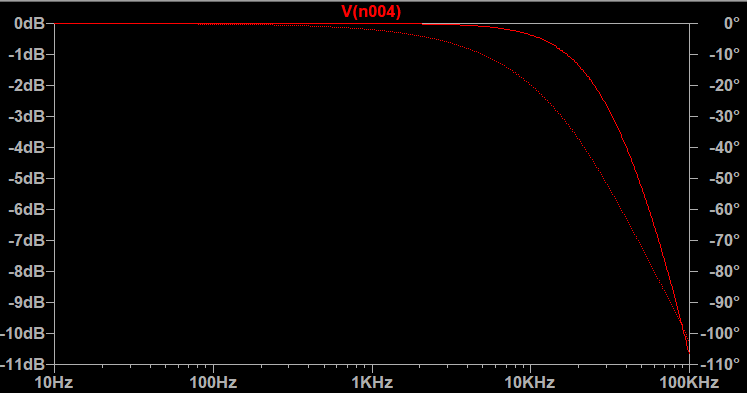 V(n004)
0dB 0°
-1dB -10°
-2dB -20°
-3dB -30°
-4dB -40°
-5dB -50°
-6dB -60°
-7dB -70°
-8dB -80°
-9dB -90°
-10dB -100°
-11dB -110°
10Hz 100Hz 1KHz 10KHz 100KHz